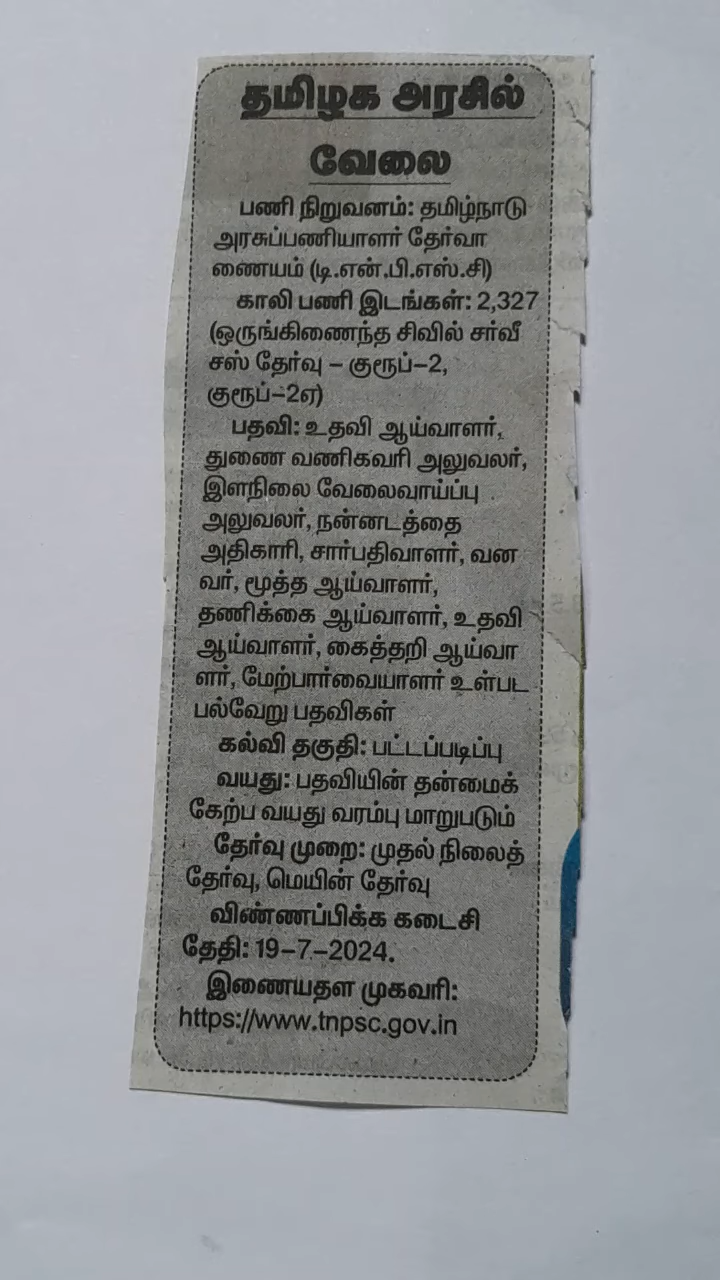 தமிழக அரசில்
வேலை
பணி நிறுவனம்: தமிழ்நாடு
அரசுப்பணியாளர் தேர்வா
ணையம் (டி.என்.பி.எஸ்.சி)
காலி பணி இடங்கள்: 2,327
(ஒருங்கிணைந்த சிவில் சர்வீ
சஸ் தேர்வு – குரூப்–2,
குரூப்–2ஏ)
பதவி: உதவி ஆய்வாளர்,
துணை வணிகவரி அலுவலர்,
இளநிலை வேலைவாய்ப்பு
அலுவலர், நன்னடத்தை
அதிகாரி, சார்பதிவாளர், வன
வர், மூத்த ஆய்வாளர்,
தணிக்கை ஆய்வாளர், உதவி
ஆய்வாளர், கைத்தறி ஆய்வா
ளர், மேற்பார்வையாளர் உள்பட
பல்வேறு பதவிகள்
கல்வி தகுதி: பட்டப்படிப்பு
வயது: பதவியின் தன்மைக்
கேற்ப வயது வரம்பு மாறுபடும்
தேர்வு முறை: முதல் நிலைத்
தேர்வு, மெயின் தேர்வு
விண்ணப்பிக்க கடைசி
தேதி: 19–7–2024.
இணையதள முகவரி:
https://www.tnpsc.gov.in